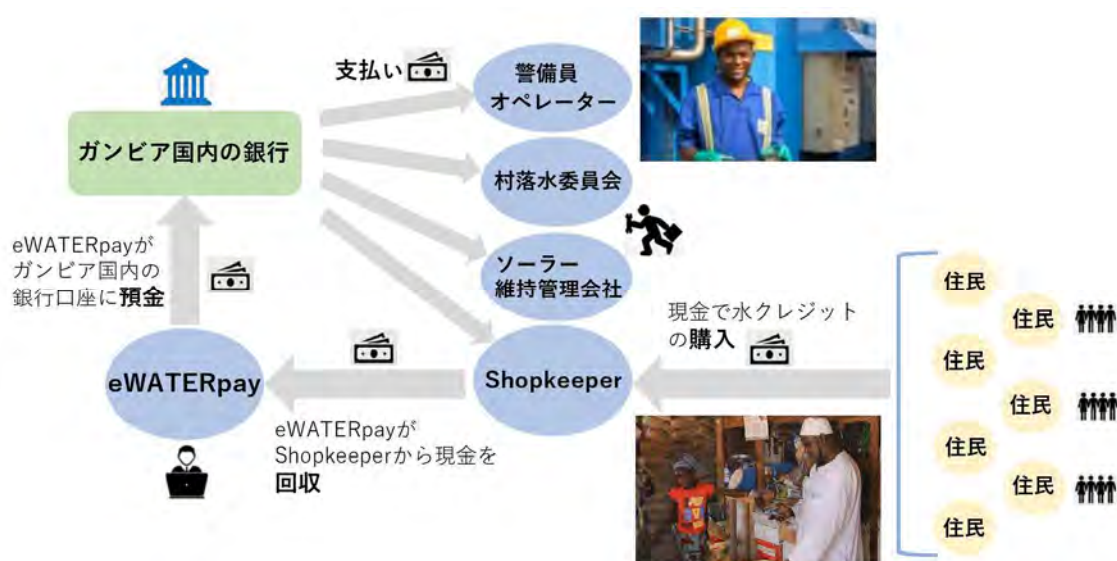 支払い
警備員
オペレーター
ガンビア国内の銀行
村落水委員会
eWATERpayが
ガンビア国内の
銀行口座に預金
ソーラー
維持管理会社
現金で水クレジット
の購入
住民
住民
住民
住民
住民
住民
住民
eWATERpay
Shopkeeper
eWATERpayが
Shopkeeperから現金を
回収